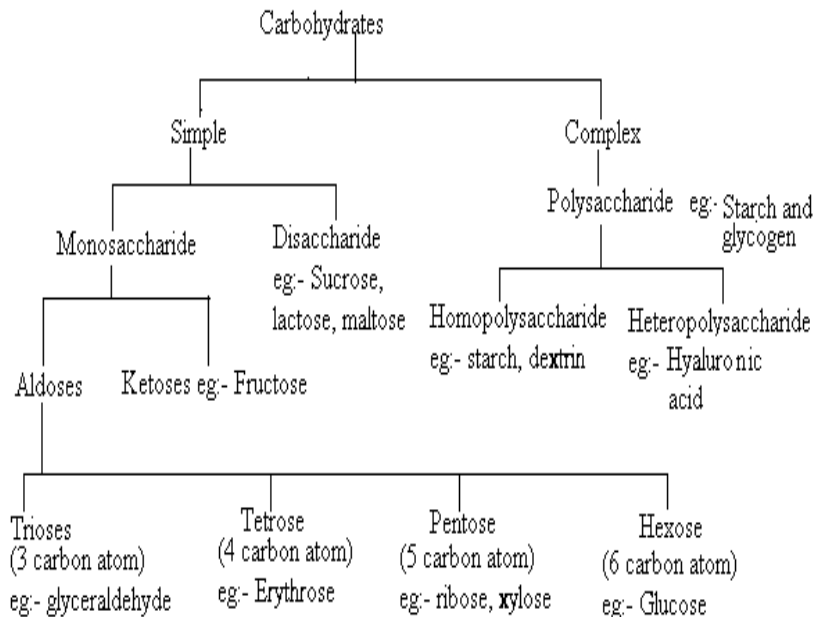 Carbohydrates
Simple
Complex
Polysaccharide eg:- Starch and
glycogen
Monosaccharide
Disaccharide
eg:- Sucrose,
lactose, maltose
Homopolysaccharide
eg:- starch, dextrin
Heteropolysaccharide
eg:- Hyaluronic
acid
Aldoses
Ketoses eg:- Fructose
Trioses
(3 carbon atom)
eg:- glyceraldehyde
Tetrose
(4 carbon atom)
eg:- Erythrose
Pentose
(5 carbon atom)
eg:- ribose, xylose
Hexose
(6 carbon atom)
eg:- Glucose